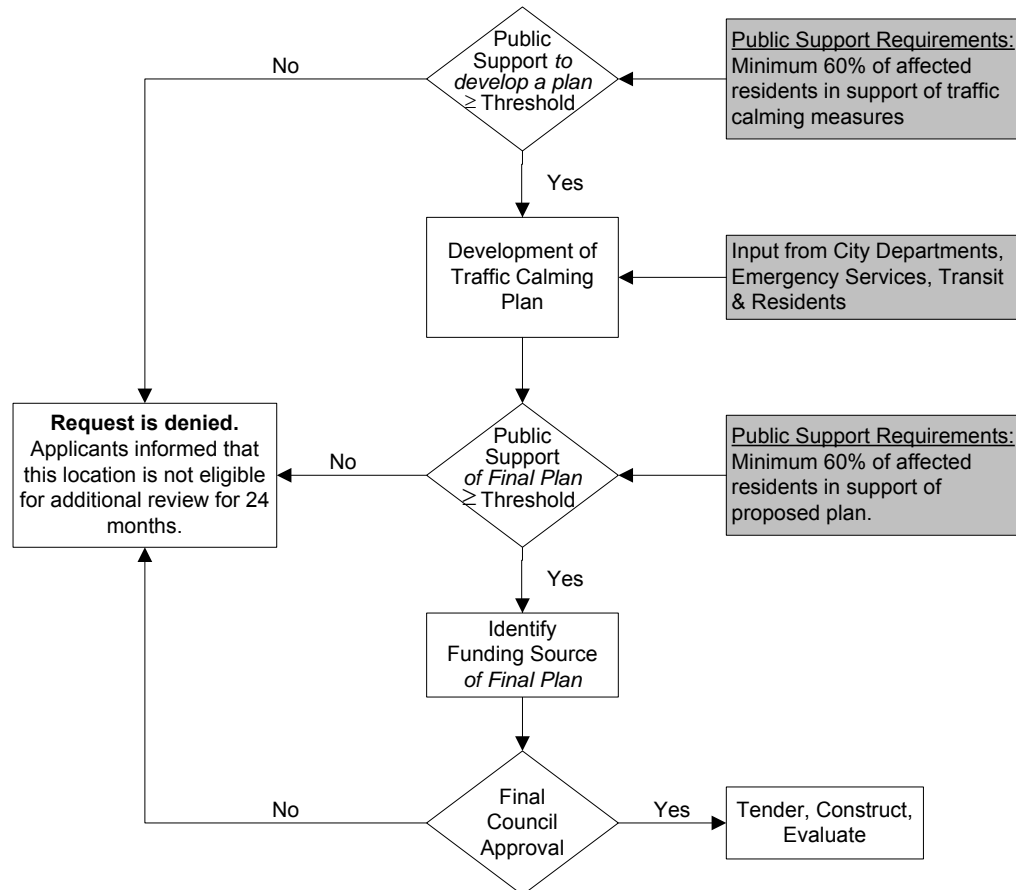 Public
Support to
develop a plan
≥ Threshold
Public Support Requirements:
Minimum 60% of affected
residents in support of traffic
calming measures
No
Yes
Development of
Traffic Calming
Plan
Input from City Departments,
Emergency Services, Transit
& Residents
Request is denied.
Applicants informed that
this location is not eligible
for additional review for 24
months.
No
Public
Support
of Final Plan
≥ Threshold
Public Support Requirements:
Minimum 60% of affected
residents in support of
proposed plan.
Yes
Identify
Funding Source
of Final Plan
No
Final
Council
Approval
Yes
Tender, Construct,
Evaluate